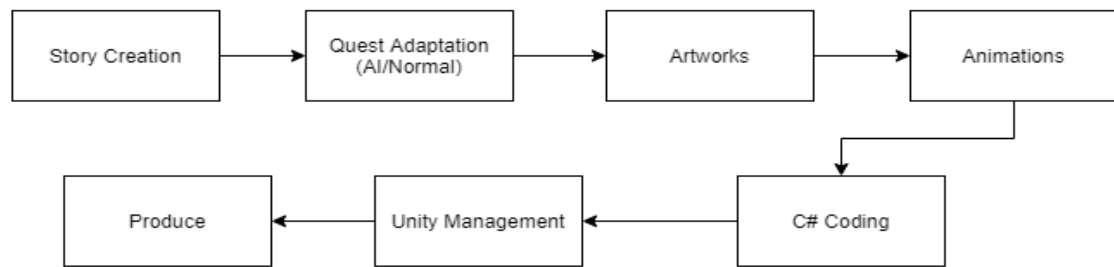 Story Creation
Quest Adaptation
(AI/Normal)
Artworks
Animations
Produce
Unity Management
C# Coding